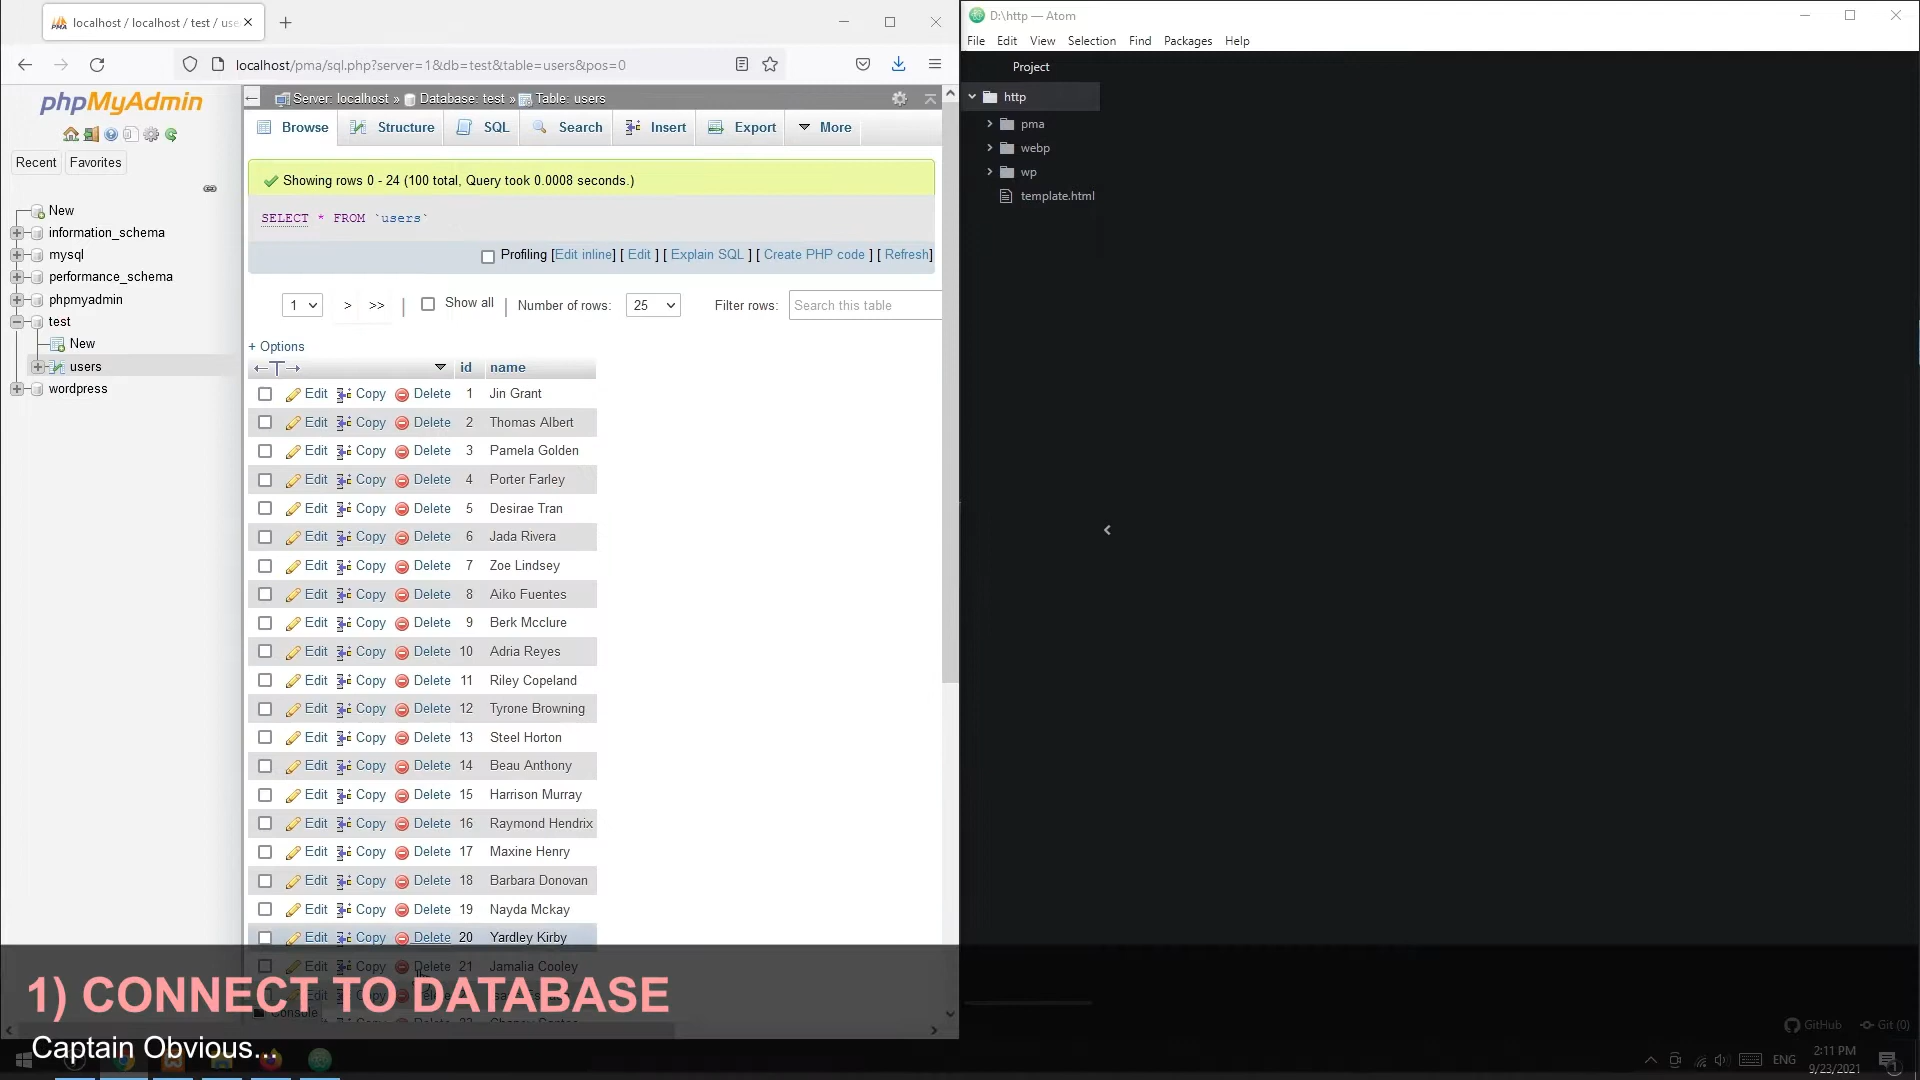 localhost / localhost / test / use
localhost/pma/sql.php?server=1&db=test&table=users&pos=0
phpMyAdmin
Recent
Favorites
New
information_schema
mysql
performance_schema
phpmyadmin
test
New
users
wordpress
Server: localhost » Database: test » Table: users
Browse Structure SQL Search Insert Export More
Showing rows 0 - 24 (100 total, Query took 0.0008 seconds.)
SELECT * FROM `users`
Profiling [Edit inline] [ Edit ] [ Explain SQL ] [ Create PHP code ] [ Refresh]
1 > >> | Show all | Number of rows: 25 Filter rows: Search this table
+ Options
id name
Edit Copy Delete 1 Jin Grant
Edit Copy Delete 2 Thomas Albert
Edit Copy Delete 3 Pamela Golden
Edit Copy Delete 4 Porter Farley
Edit Copy Delete 5 Desirae Tran
Edit Copy Delete 6 Jada Rivera
Edit Copy Delete 7 Zoe Lindsey
Edit Copy Delete 8 Aiko Fuentes
Edit Copy Delete 9 Berk Mcclure
Edit Copy Delete 10 Adria Reyes
Edit Copy Delete 11 Riley Copeland
Edit Copy Delete 12 Tyrone Browning
Edit Copy Delete 13 Steel Horton
Edit Copy Delete 14 Beau Anthony
Edit Copy Delete 15 Harrison Murray
Edit Copy Delete 16 Raymond Hendrix
Edit Copy Delete 17 Maxine Henry
Edit Copy Delete 18 Barbara Donovan
Edit Copy Delete 19 Nayda Mckay
Edit Copy Delete 20 Yardley Kirby
Edit Copy Delete 21 Jamalia Cooley
Console
1) CONNECT TO DATABASE
Captain Obvious...
D:\http — Atom
File Edit View Selection Find Packages Help
Project
http
pma
webp
wp
template.html
GitHub Git (0)
ENG
2:11 PM
9/23/2021